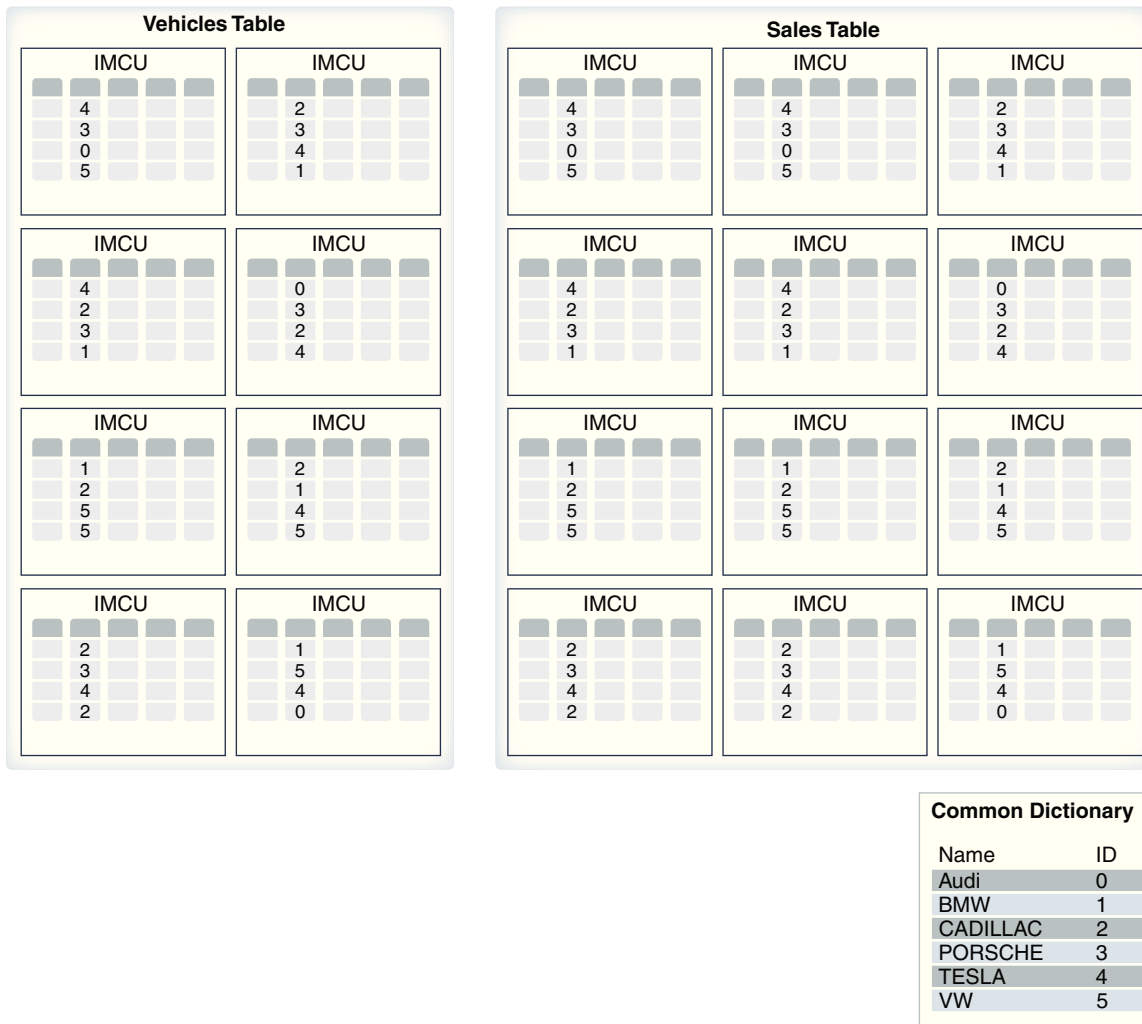 Vehicles Table
Sales Table
IMCU IMCU IMCU IMCU IMCU
4 2 4 4 2
3 3 3 3 3
0 4 0 0 4
5 1 5 5 1
IMCU IMCU IMCU IMCU IMCU
4 0 4 4 0
2 3 2 2 3
3 2 3 3 2
1 4 1 1 4
IMCU IMCU IMCU IMCU IMCU
1 2 1 1 2
2 1 2 2 1
5 4 5 5 4
5 5 5 5 5
IMCU IMCU IMCU IMCU IMCU
2 1 2 2 1
3 5 3 3 5
4 4 4 4 4
2 0 2 2 0
Common Dictionary
Name ID
Audi 0
BMW 1
CADILLAC 2
PORSCHE 3
TESLA 4
VW 5